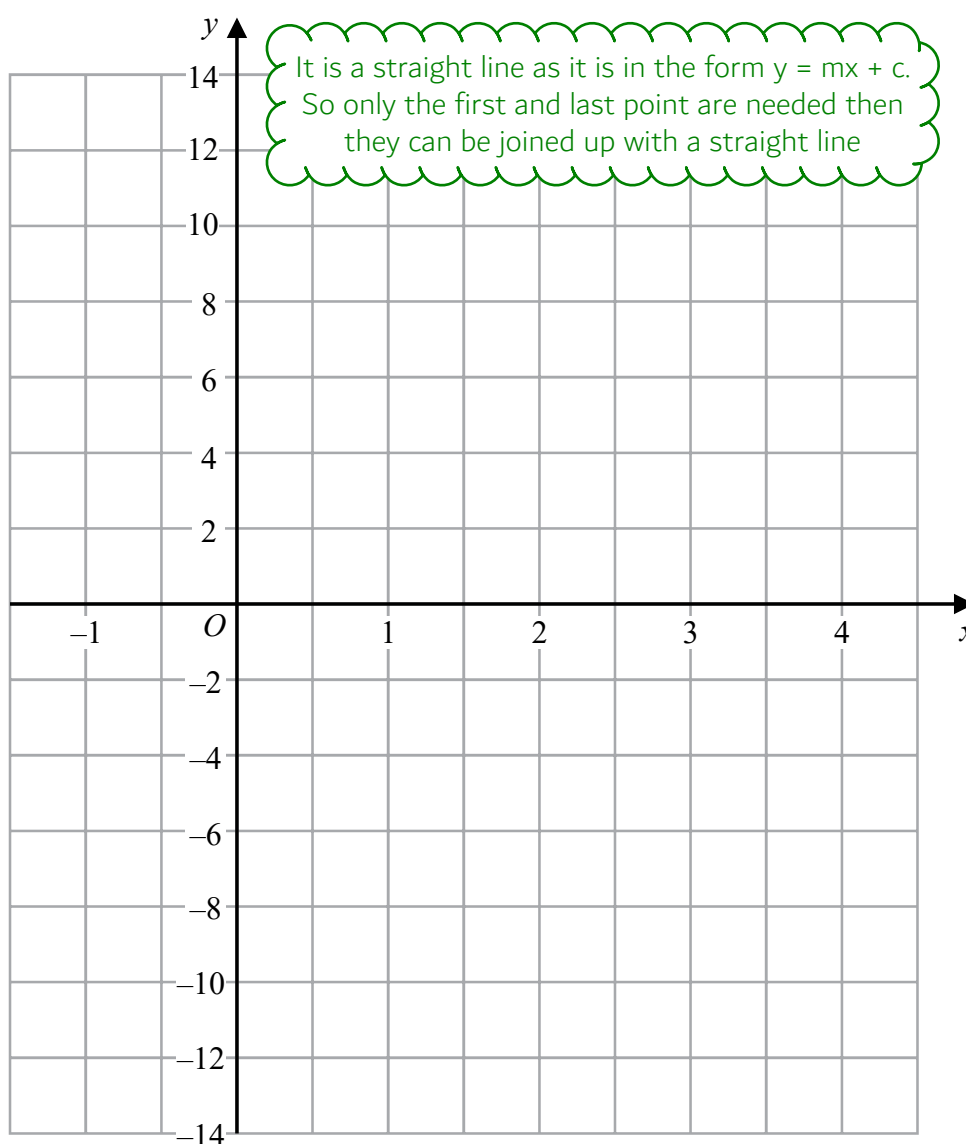 y
It is a straight line as it is in the form y = mx + c.
So only the first and last point are needed then
they can be joined up with a straight line
14
12
10
8
6
4
2
–1 O 1 2 3 4 x
–2
–4
–6
–8
–10
–12
–14